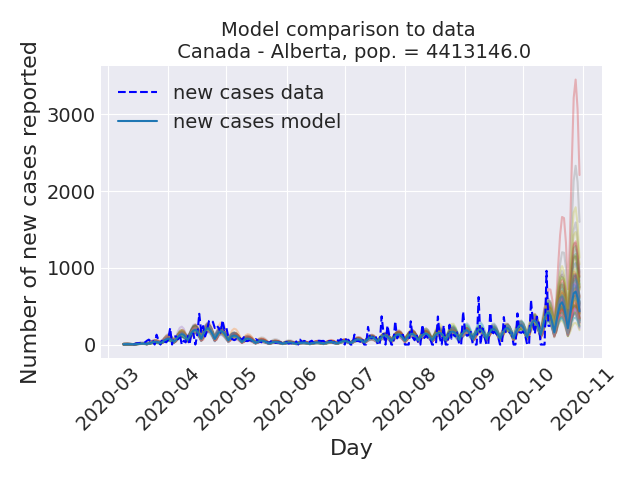 Model comparison to data
Canada - Alberta, pop. = 4413146.0
Number of new cases reported
new cases data
new cases model
3000
2000
1000
0
2020-03
2020-04
2020-05
2020-06
2020-07
2020-08
2020-09
2020-10
2020-11
Day